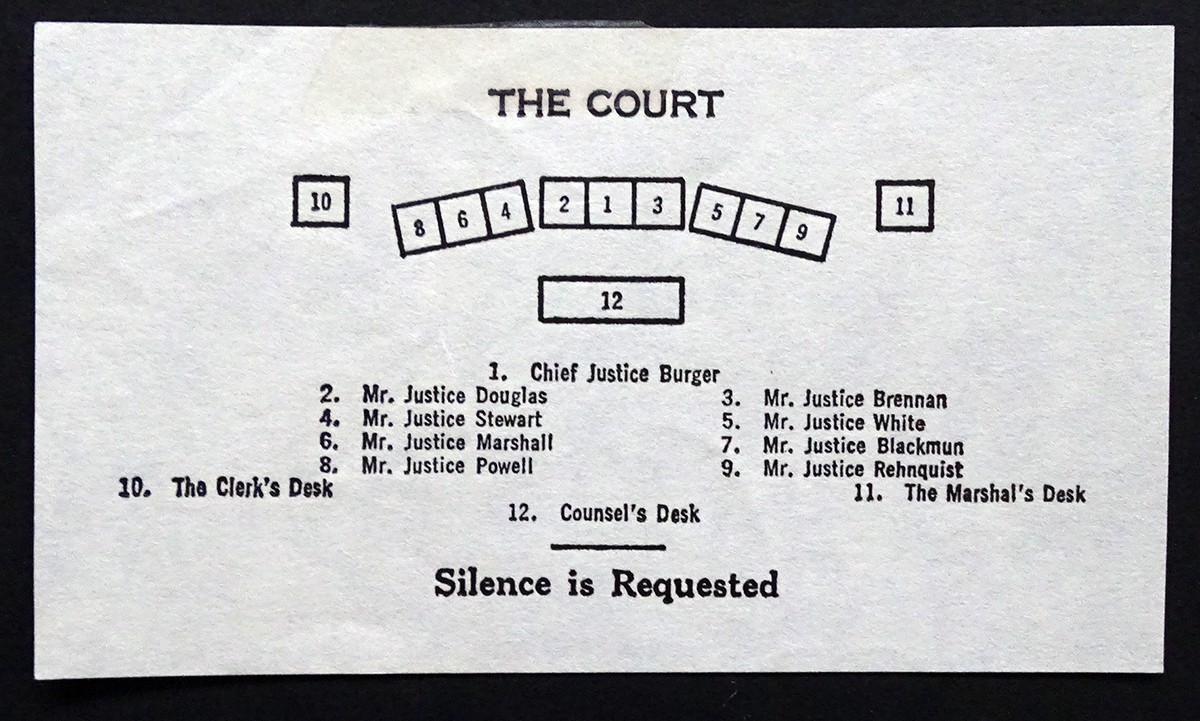 THE COURT
10 8 6 4 2 1 3 5 7 9 11
12
1. Chief Justice Burger
2. Mr. Justice Douglas 3. Mr. Justice Brennan
4. Mr. Justice Stewart 5. Mr. Justice White
6. Mr. Justice Marshall 7. Mr. Justice Blackmun
8. Mr. Justice Powell 9. Mr. Justice Rehnquist
10. The Clerk's Desk 11. The Marshal's Desk
12. Counsel's Desk
Silence is Requested